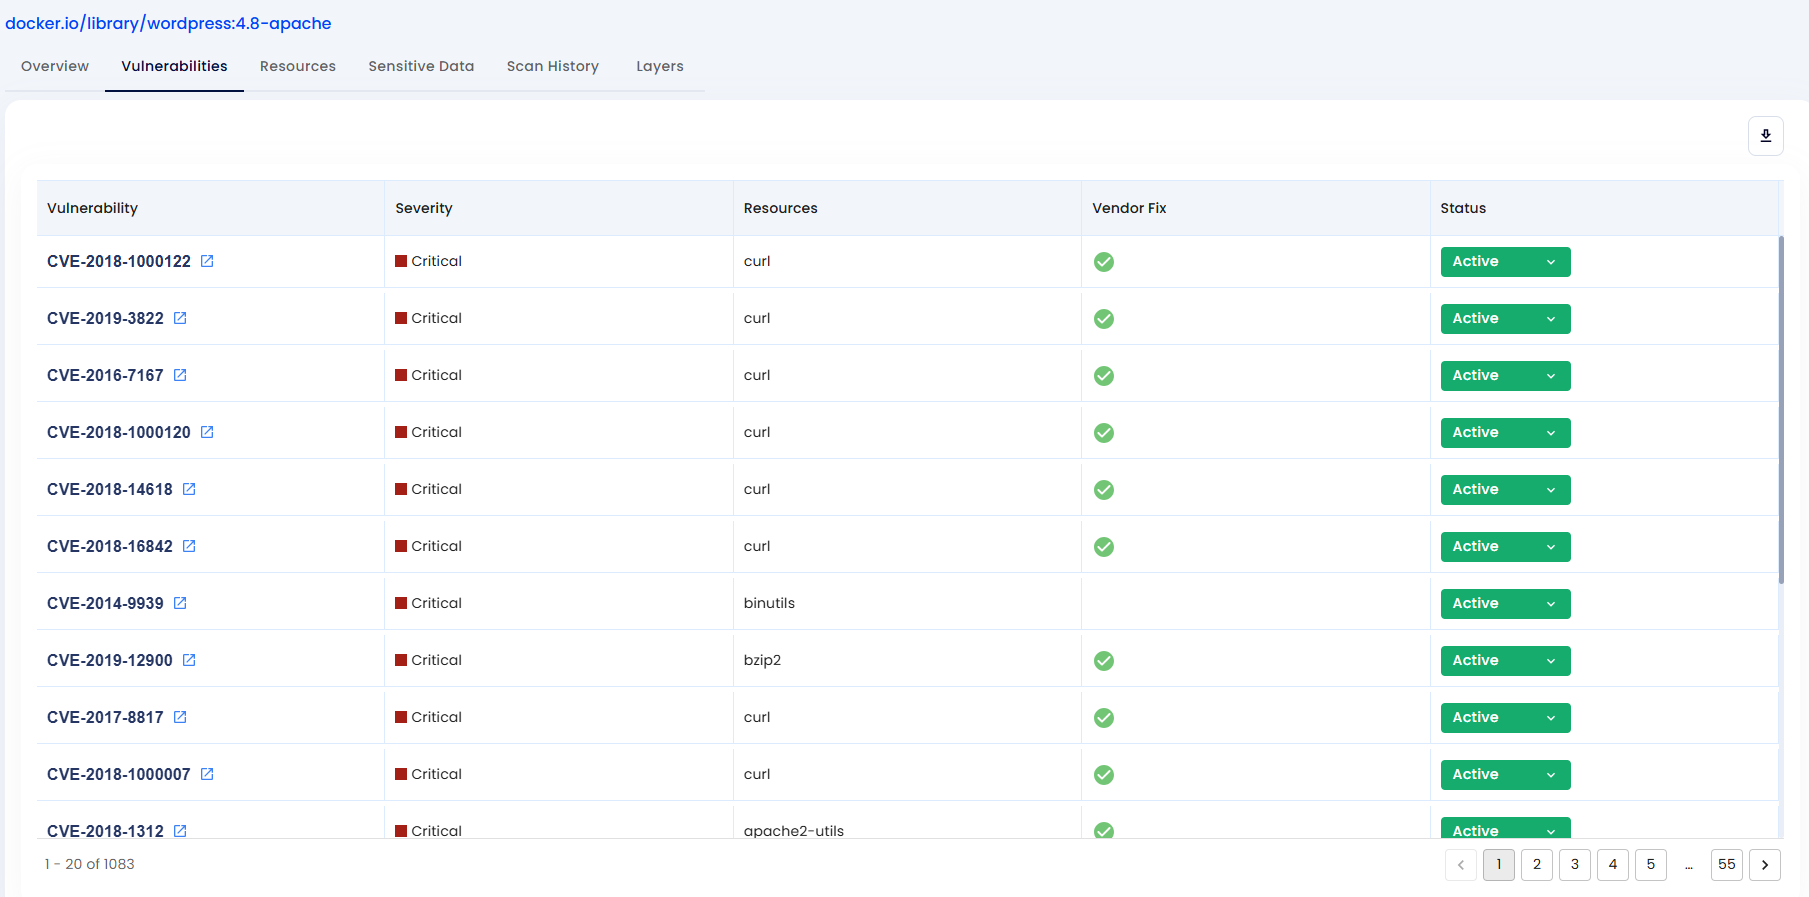 docker.io/library/wordpress:4.8-apache
Overview Vulnerabilities Resources Sensitive Data Scan History Layers
Vulnerability Severity Resources Vendor Fix Status
CVE-2018-1000122 Critical curl Active
CVE-2019-3822 Critical curl Active
CVE-2016-7167 Critical curl Active
CVE-2018-1000120 Critical curl Active
CVE-2018-14618 Critical curl Active
CVE-2018-16842 Critical curl Active
CVE-2014-9939 Critical binutils Active
CVE-2019-12900 Critical bzip2 Active
CVE-2017-8817 Critical curl Active
CVE-2018-1000007 Critical curl Active
CVE-2018-1312 Critical apache2-utils Active
1 - 20 of 1083 1 2 3 4 5 ... 55